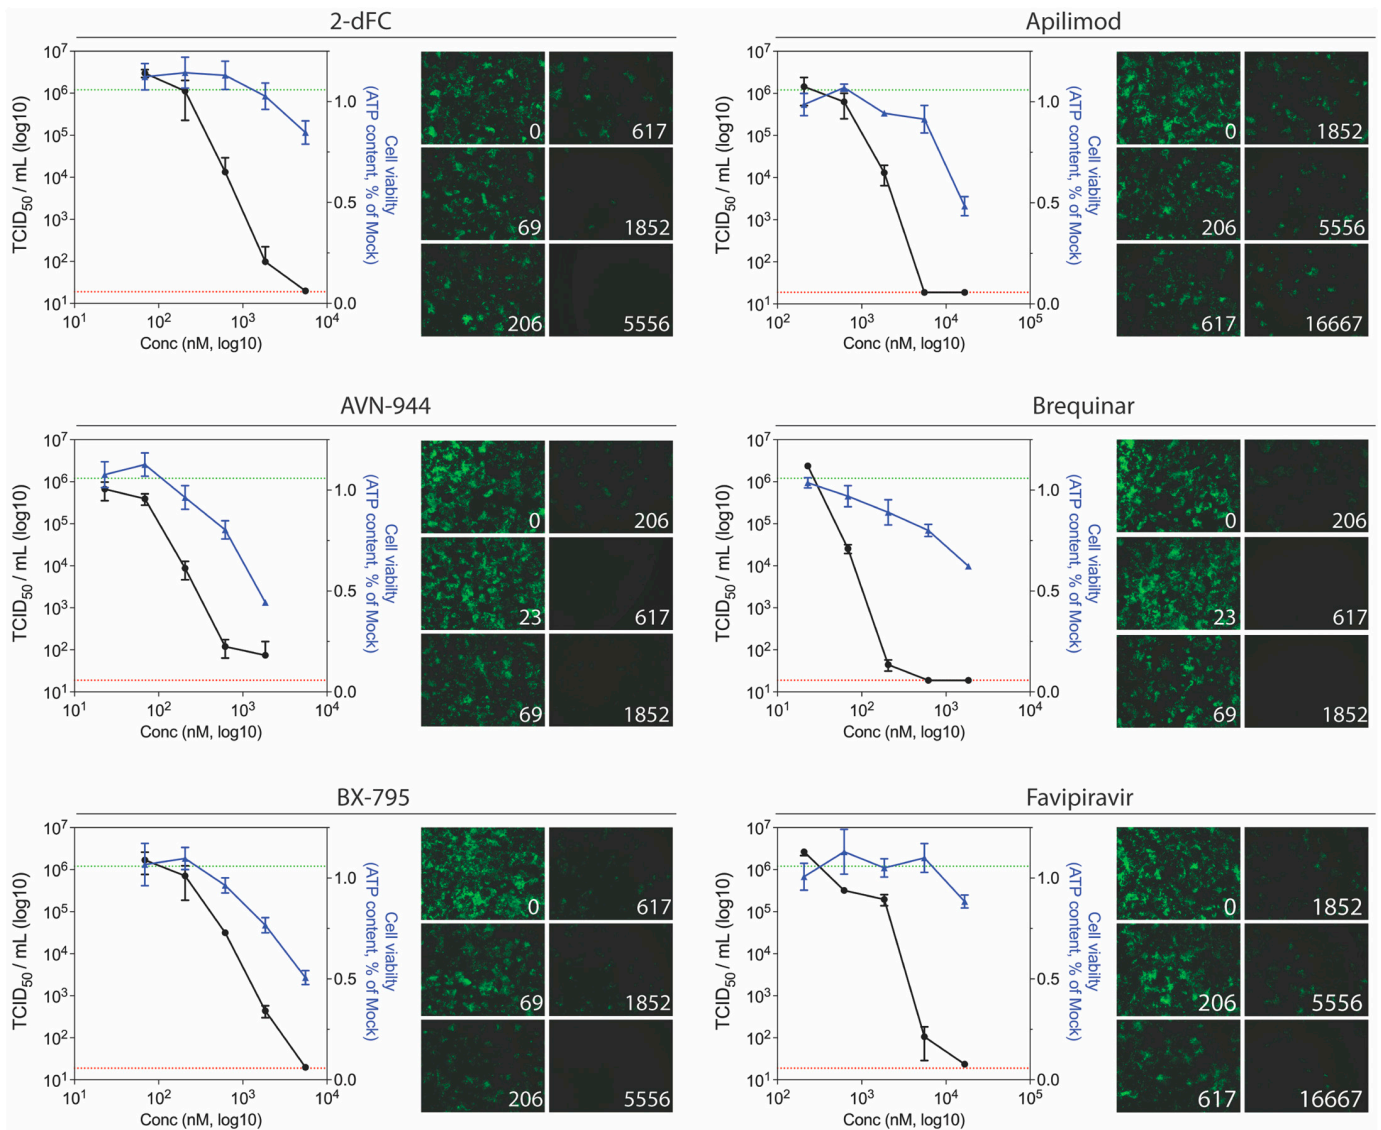 2-dFC
10⁷
10⁶
10⁵
10⁴
10³
10²
10¹
TCID₅₀ / mL (log10)
1.0
0.5
0.0
Cell viabilty
(ATP content, % of Mock)
10¹ 10² 10³ 10⁴
Conc (nM, log10)
0 617
69 1852
206 5556
Apilimod
10⁷
10⁶
10⁵
10⁴
10³
10²
10¹
TCID₅₀ / mL (log10)
1.0
0.5
0.0
Cell viabilty
(ATP content, % of Mock)
10² 10³ 10⁴ 10⁵
Conc (nM, log10)
0 1852
206 5556
617 16667
AVN-944
10⁷
10⁶
10⁵
10⁴
10³
10²
10¹
TCID₅₀ / mL (log10)
1.0
0.5
0.0
Cell viabilty
(ATP content, % of Mock)
10¹ 10² 10³ 10⁴
Conc (nM, log10)
0 206
23 617
69 1852
Brequinar
10⁷
10⁶
10⁵
10⁴
10³
10²
10¹
TCID₅₀ / mL (log10)
1.0
0.5
0.0
Cell viabilty
(ATP content, % of Mock)
10¹ 10² 10³ 10⁴
Conc (nM, log10)
0 206
23 617
69 1852
BX-795
10⁷
10⁶
10⁵
10⁴
10³
10²
10¹
TCID₅₀ / mL (log10)
1.0
0.5
0.0
Cell viabilty
(ATP content, % of Mock)
10¹ 10² 10³ 10⁴
Conc (nM, log10)
0 617
69 1852
206 5556
Favipiravir
10⁷
10⁶
10⁵
10⁴
10³
10²
10¹
TCID₅₀ / mL (log10)
1.0
0.5
0.0
Cell viabilty
(ATP content, % of Mock)
10² 10³ 10⁴ 10⁵
Conc (nM, log10)
0 1852
206 5556
617 16667